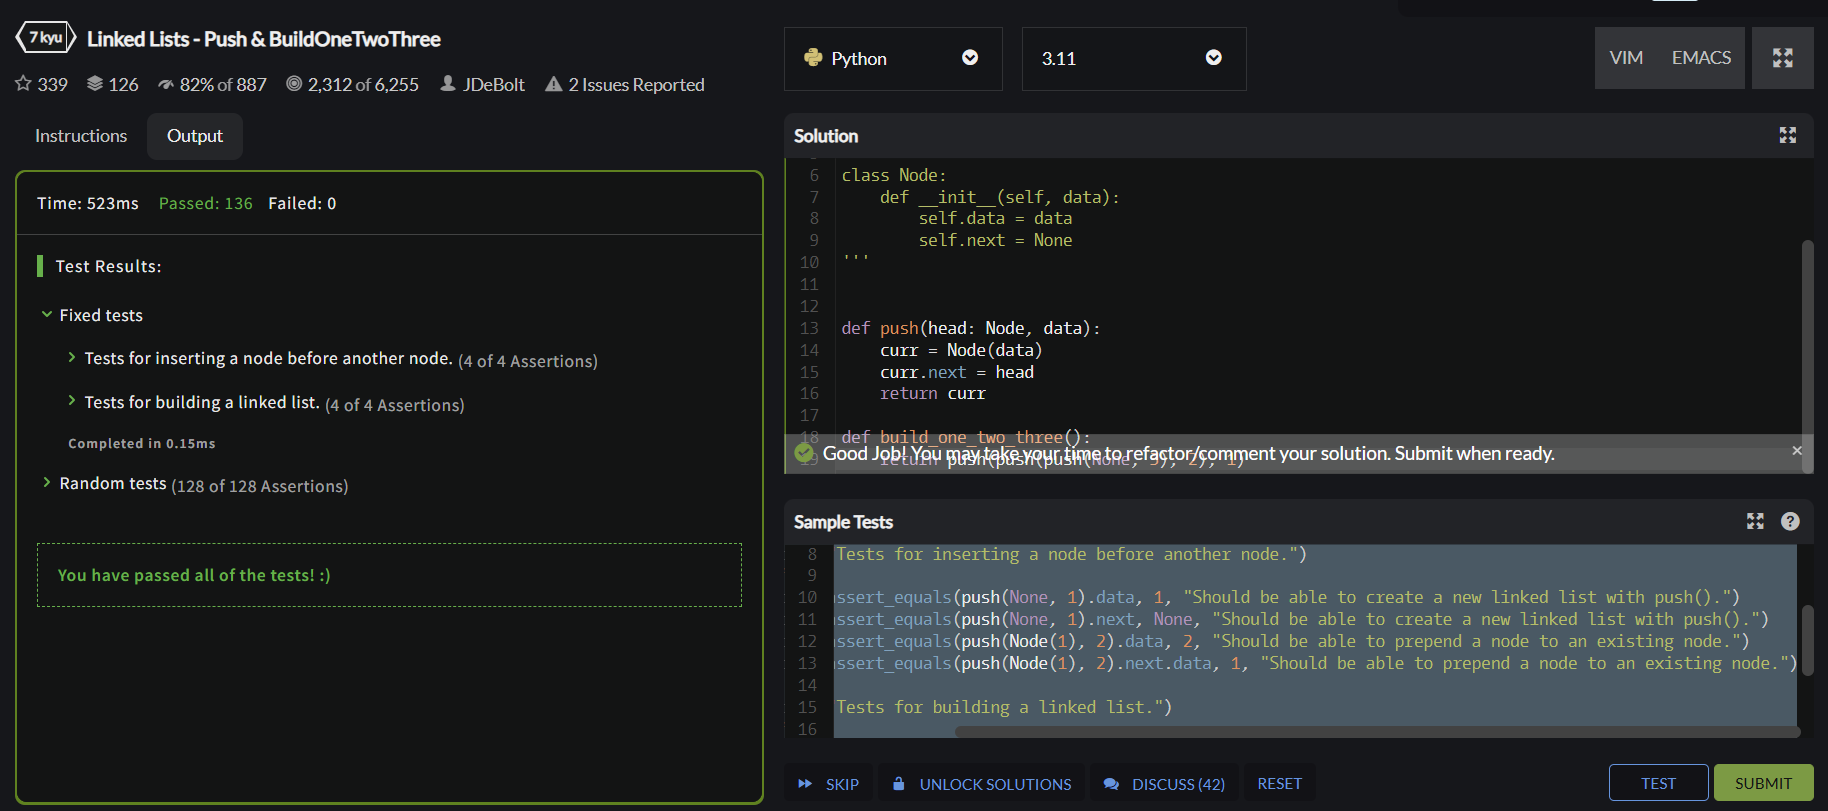 7 kyu Linked Lists - Push & BuildOneTwoThree
339 126 82% of 887 2,312 of 6,255 JDeBolt 2 Issues Reported
Instructions Output
Time: 523ms Passed: 136 Failed: 0
Test Results:
Fixed tests
Tests for inserting a node before another node. (4 of 4 Assertions)
Tests for building a linked list. (4 of 4 Assertions)
Completed in 0.15ms
Random tests (128 of 128 Assertions)
You have passed all of the tests! :)
Python 3.11 VIM EMACS
Solution
6 class Node:
7 def __init__(self, data):
8 self.data = data
9 self.next = None
10 '''
11
12
13 def push(head: Node, data):
14 curr = Node(data)
15 curr.next = head
16 return curr
17
18 def build_one_two_three():
19 return push(push(push(None, 3), 2), 1)
Good Job! You may take your time to refactor/comment your solution. Submit when ready. ×
Sample Tests ?
8 Tests for inserting a node before another node.")
9
10 ssert_equals(push(None, 1).data, 1, "Should be able to create a new linked list with push().")
11 ssert_equals(push(None, 1).next, None, "Should be able to create a new linked list with push().")
12 ssert_equals(push(Node(1), 2).data, 2, "Should be able to prepend a node to an existing node.")
13 ssert_equals(push(Node(1), 2).next.data, 1, "Should be able to prepend a node to an existing node.")
14
15 Tests for building a linked list.")
16
SKIP UNLOCK SOLUTIONS DISCUSS (42) RESET TEST SUBMIT